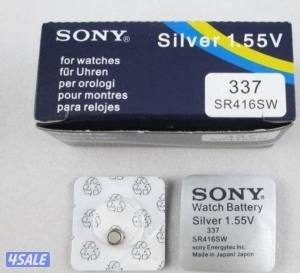 SONY
Silver 1.55V
for watches
für Uhren
per orologi
pour montres
para relojes
337
SR416SW
SONY
Watch Battery
Silver 1.55V
337
SR416SW
sony Energytec Inc.
Made in Japan/ Japon
4SALE